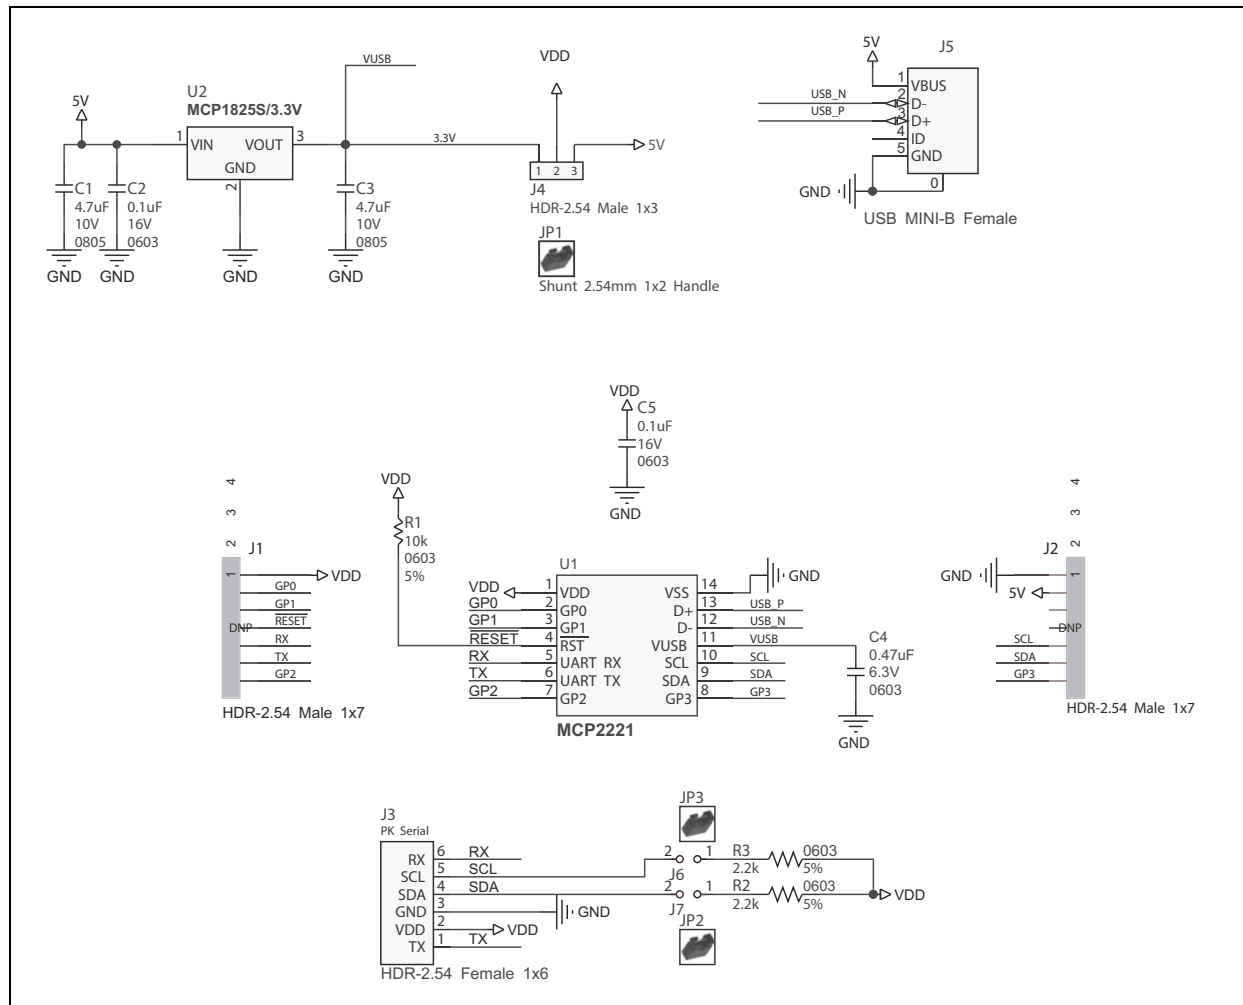 VUSB
VDD
5V
U2
MCP1825S/3.3V
1 VIN VOUT 3
GND
2
3.3V
1 2 3
5V
J4
HDR-2.54 Male 1x3
JP1
Shunt 2.54mm 1x2 Handle
C1
4.7uF
10V
0805
GND
C2
0.1uF
16V
0603
GND
GND
C3
4.7uF
10V
0805
GND
5V
J5
1 VBUS
USB_N 2 D-
USB_P 3 D+
4 ID
5 GND
0
GND
USB MINI-B Female
VDD
C5
0.1uF
16V
0603
GND
VDD
R1
10k
0603
5%
4
3
2
J1
1 VDD
GP0
GP1
DNP RESET
RX
TX
GP2
HDR-2.54 Male 1x7
U1
VDD 1 VDD VSS 14 GND
GP0 2 GP0 D+ 13 USB_P
GP1 3 GP1 D- 12 USB_N
RESET 4 RST VUSB 11 VUSB
RX 5 UART RX SCL 10 SCL
TX 6 UART TX SDA 9 SDA
GP2 7 GP2 GP3 8 GP3
MCP2221
C4
0.47uF
6.3V
0603
GND
4
3
2
J2
GND 1
5V
DNP
SCL
SDA
GP3
HDR-2.54 Male 1x7
J3
PK Serial
RX 6 RX
SCL 5 SCL
SDA 4 SDA
GND 3 GND
VDD 2 VDD
TX 1 TX
HDR-2.54 Female 1x6
JP3
2 1 R3 0603
J6 2.2k 5%
2 1 R2 0603
J7 2.2k 5%
VDD
JP2